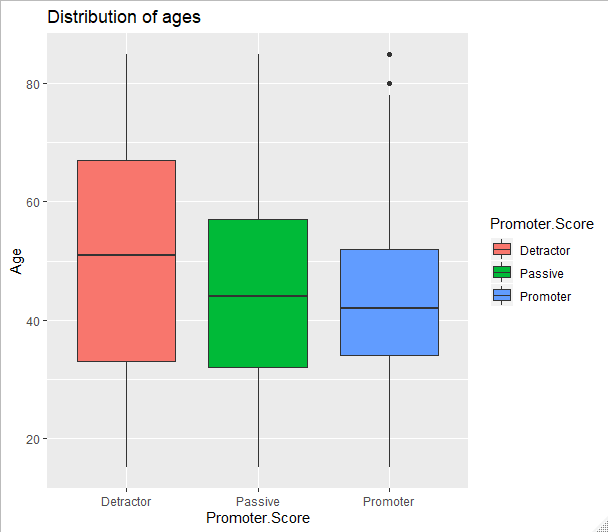 Distribution of ages
Age
80
60
40
20
Detractor Passive Promoter
Promoter.Score
Promoter.Score
Detractor
Passive
Promoter